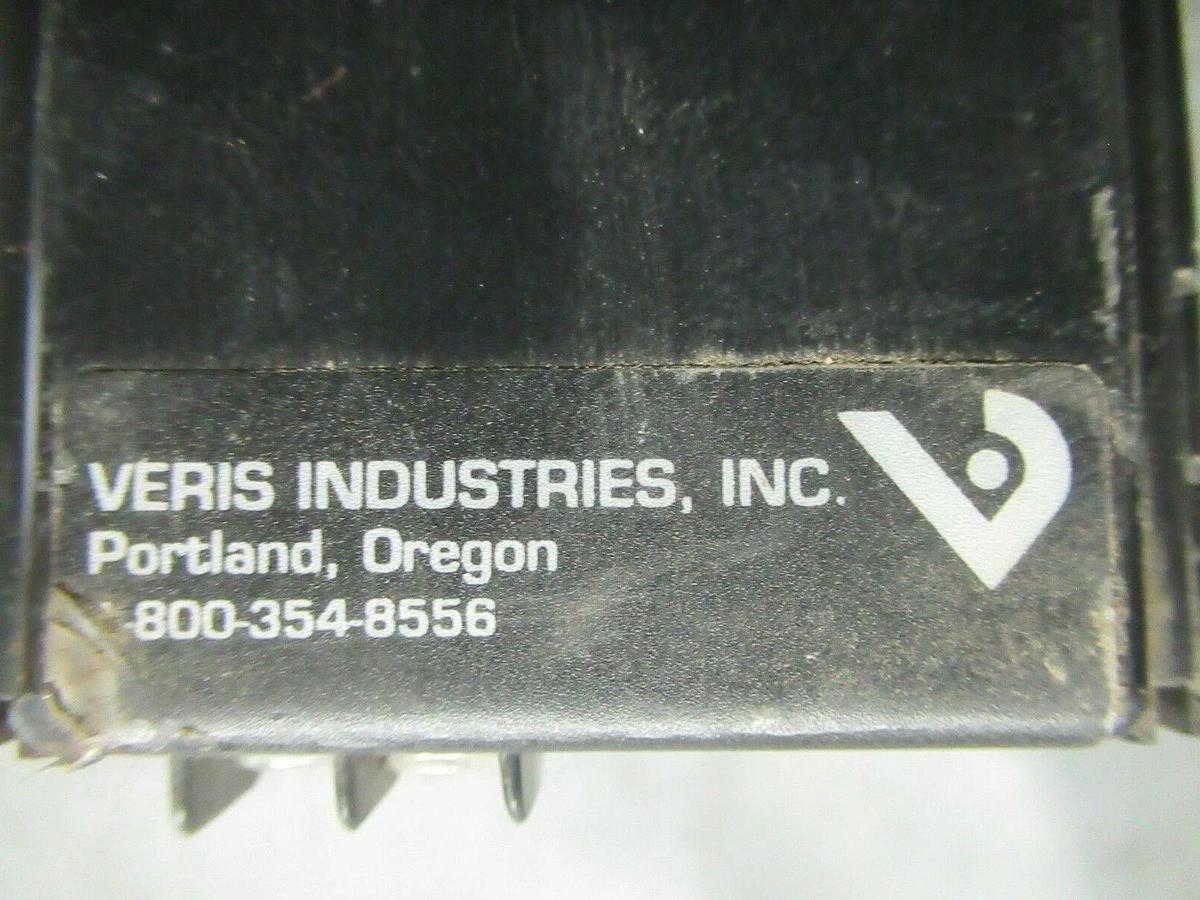 VERIS INDUSTRIES, INC.
Portland, Oregon
-800-354-8556